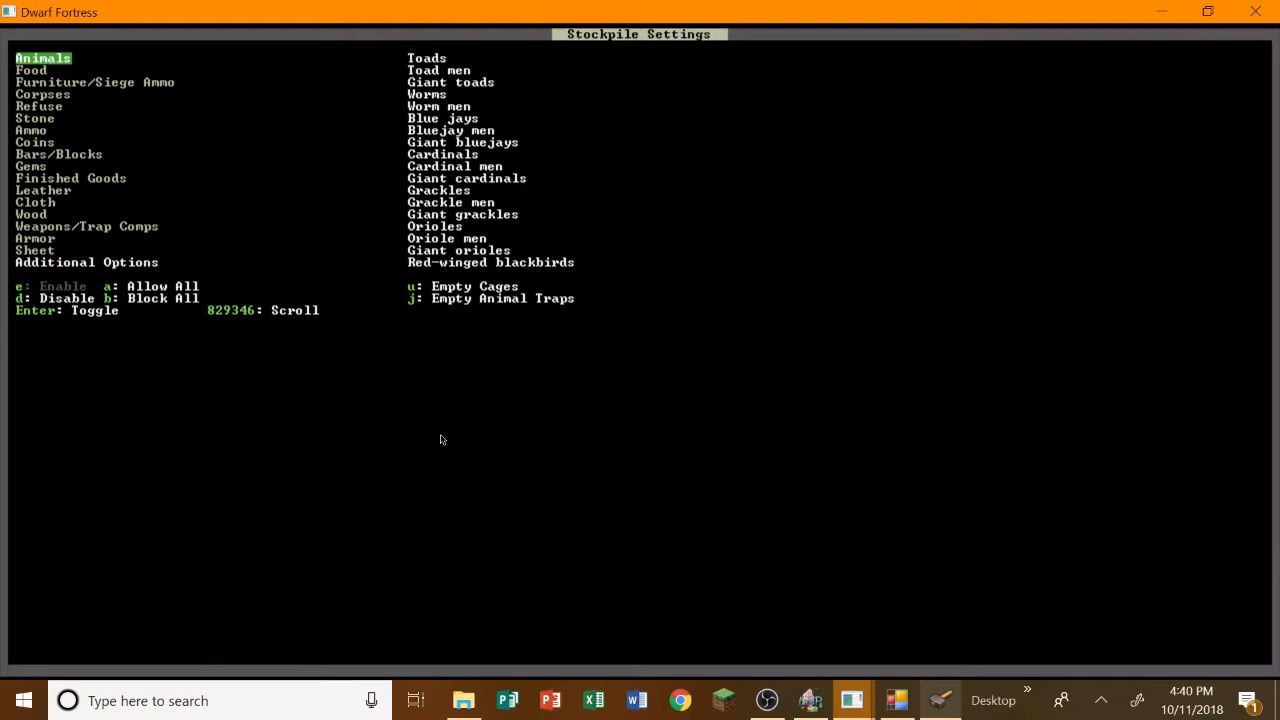 Dwarf Fortress
Stockpile Settings
Animals
Food
Furniture/Siege Ammo
Corpses
Refuse
Stone
Ammo
Coins
Bars/Blocks
Gems
Finished Goods
Leather
Cloth
Wood
Weapons/Trap Comps
Armor
Sheet
Additional Options
e: Enable a: Allow All
d: Disable b: Block All
Enter: Toggle 829346: Scroll
Toads
Toad men
Giant toads
Worms
Worm men
Blue jays
Bluejay men
Giant bluejays
Cardinals
Cardinal men
Giant cardinals
Grackles
Grackle men
Giant grackles
Orioles
Oriole men
Giant orioles
Red-winged blackbirds
u: Empty Cages
j: Empty Animal Traps
Type here to search
Desktop
4:40 PM
10/11/2018
1